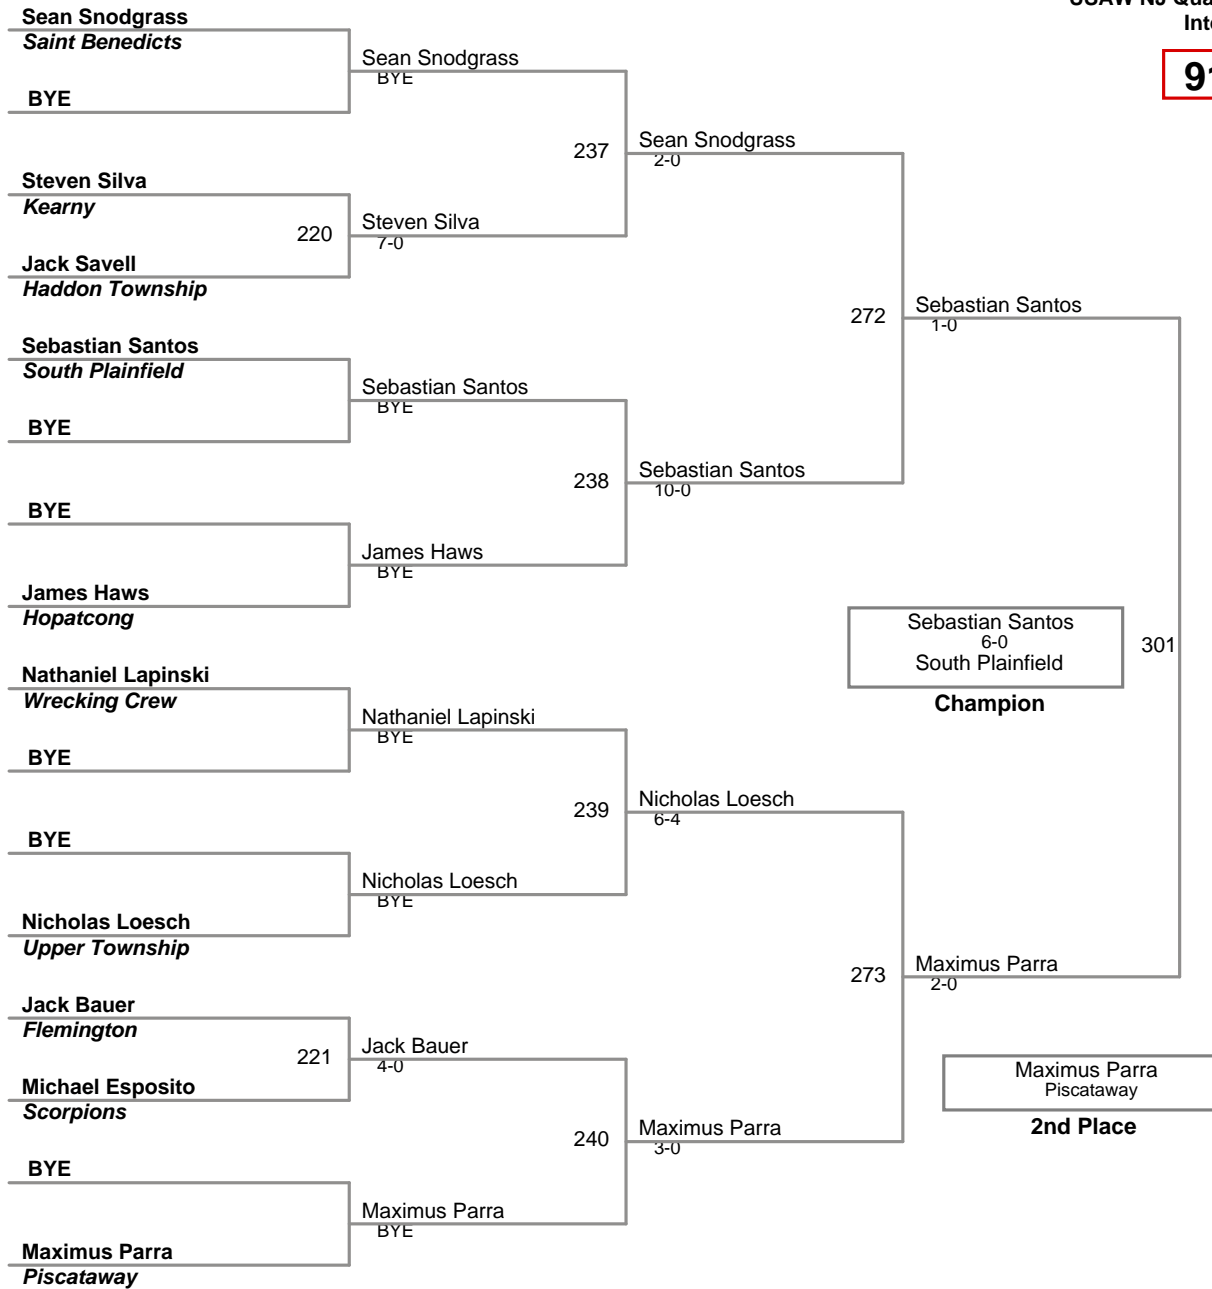 USAW NJ Qua
Inte
91
Sean Snodgrass
Saint Benedicts
BYE
Steven Silva
Kearny
220
Jack Savell
Haddon Township
Sebastian Santos
South Plainfield
BYE
BYE
James Haws
Hopatcong
Nathaniel Lapinski
Wrecking Crew
BYE
BYE
Nicholas Loesch
Upper Township
Jack Bauer
Flemington
221
Michael Esposito
Scorpions
BYE
Maximus Parra
Piscataway
Sean Snodgrass
BYE
237
Steven Silva
7-0
Sebastian Santos
BYE
238
James Haws
BYE
Nathaniel Lapinski
BYE
239
Nicholas Loesch
BYE
Jack Bauer
4-0
240
Maximus Parra
BYE
Sean Snodgrass
2-0
272
Sebastian Santos
10-0
Nicholas Loesch
6-4
273
Maximus Parra
3-0
Sebastian Santos
1-0
301
Maximus Parra
2-0
Sebastian Santos
6-0
South Plainfield
Champion
Maximus Parra
Piscataway
2nd Place